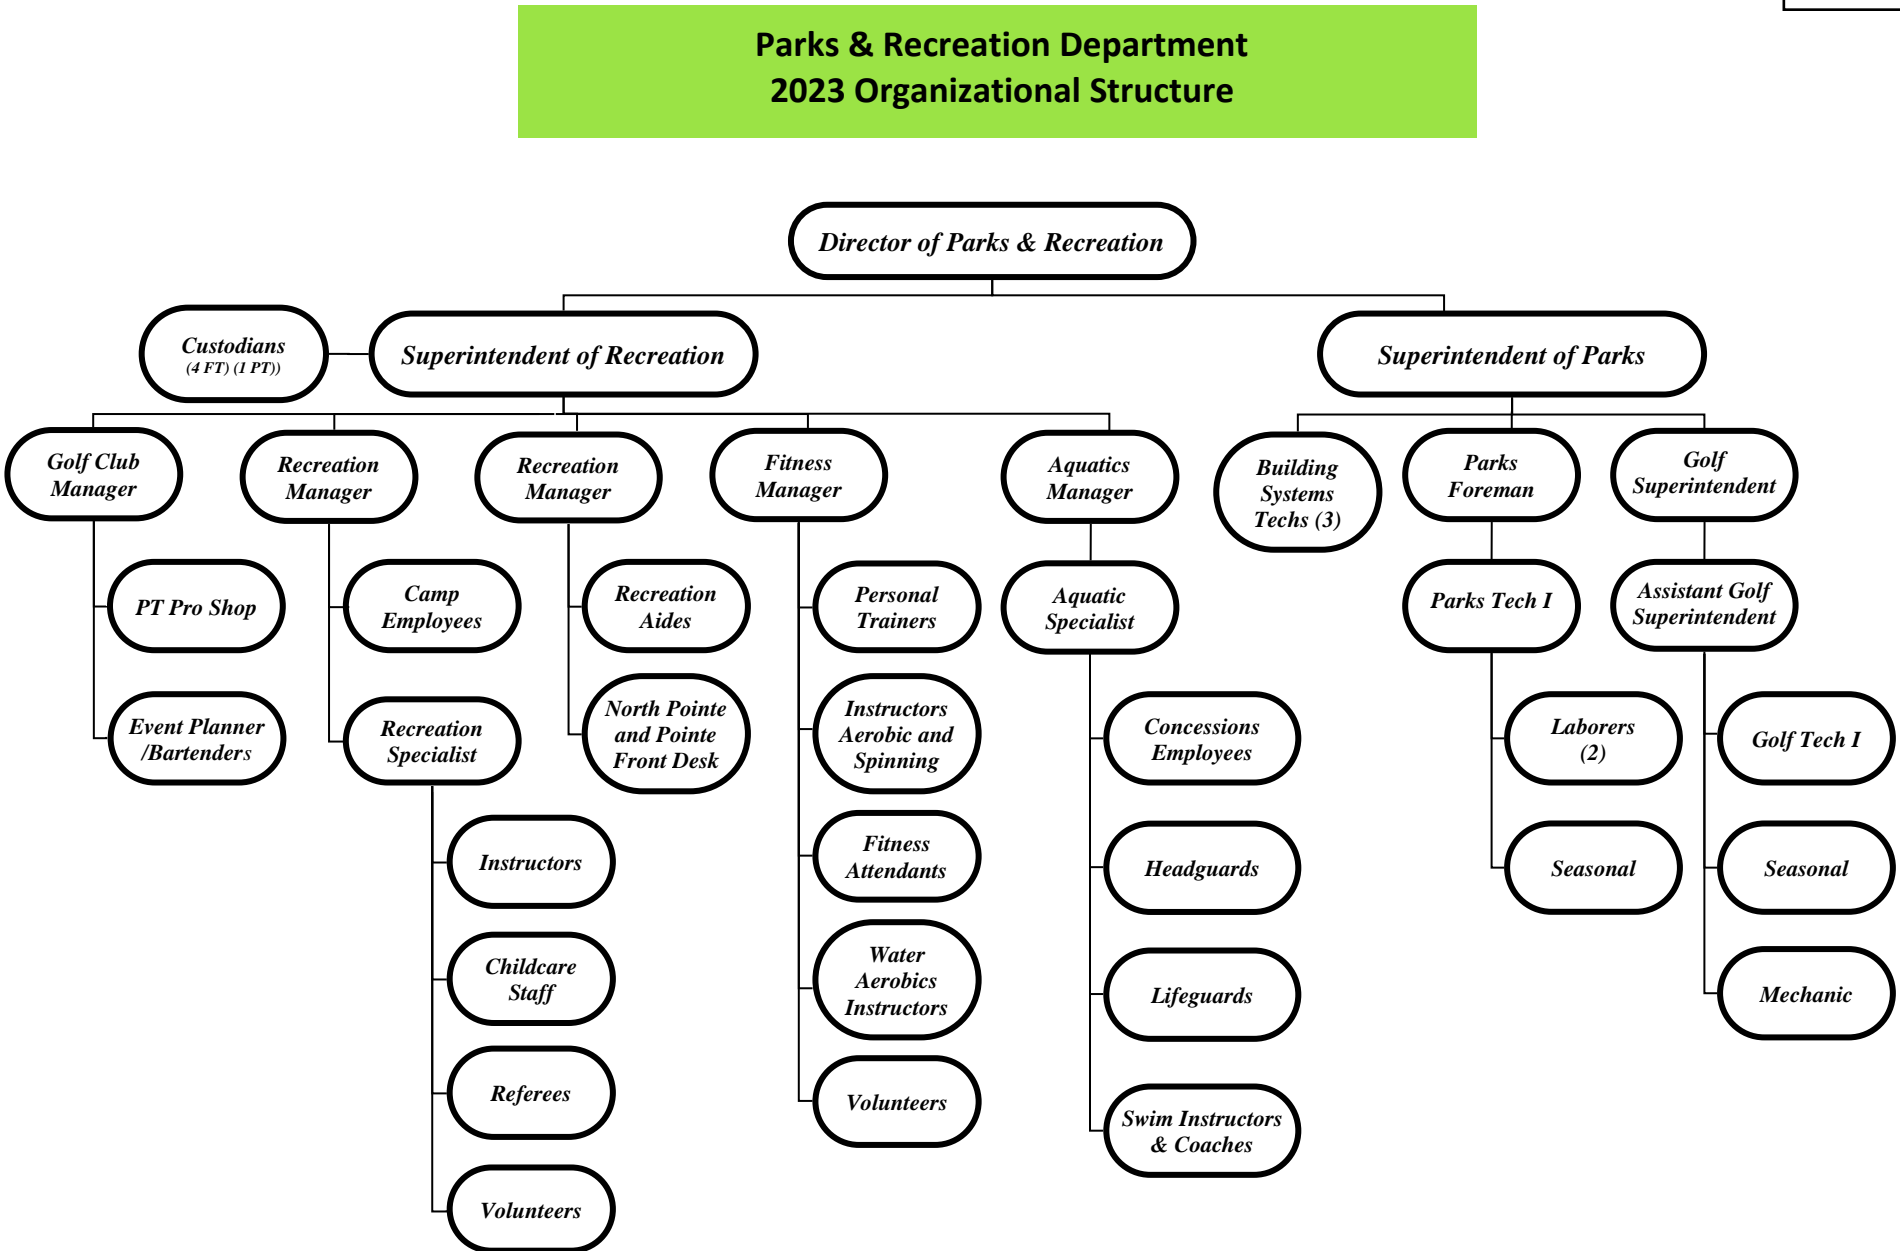 Parks & Recreation Department
2023 Organizational Structure
Director of Parks & Recreation
Custodians
(4 FT) (1 PT))
Superintendent of Recreation
Superintendent of Parks
Golf Club
Manager
Recreation
Manager
Recreation
Manager
Fitness
Manager
Aquatics
Manager
Building
Systems
Techs (3)
Parks
Foreman
Golf
Superintendent
PT Pro Shop
Camp
Employees
Recreation
Aides
Personal
Trainers
Aquatic
Specialist
Parks Tech I
Assistant Golf
Superintendent
Event Planner
/Bartenders
Recreation
Specialist
North Pointe
and Pointe
Front Desk
Instructors
Aerobic and
Spinning
Concessions
Employees
Laborers
(2)
Golf Tech I
Instructors
Fitness
Attendants
Headguards
Seasonal
Seasonal
Childcare
Staff
Water
Aerobics
Instructors
Lifeguards
Mechanic
Referees
Volunteers
Swim Instructors
& Coaches
Volunteers